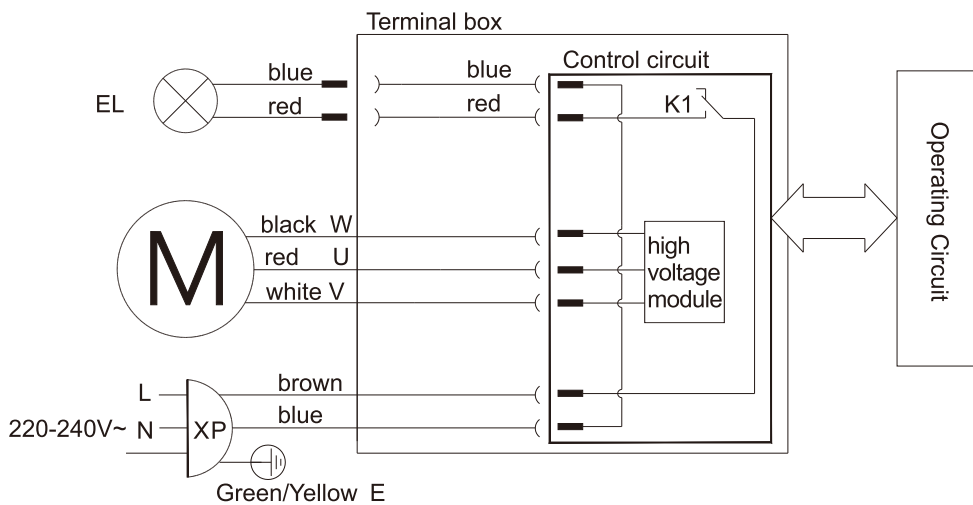 Terminal box
Control circuit
EL
blue
blue
red
red
K1
Operating Circuit
M
black W
red U
white V
high
voltage
module
L
brown
220-240V~ N
XP
blue
Green/Yellow E